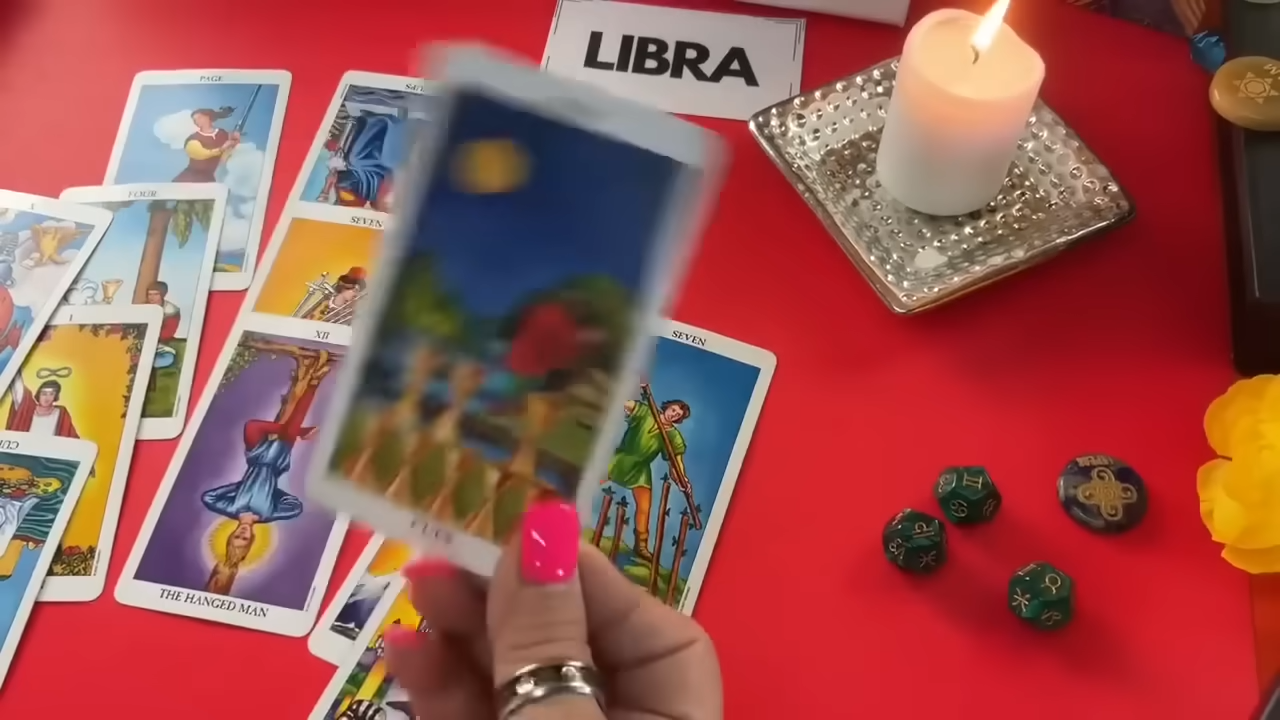 LIBRA
PAGE
FOUR
X
SEVEN
I
XII
SEVEN
THE HANGED MAN